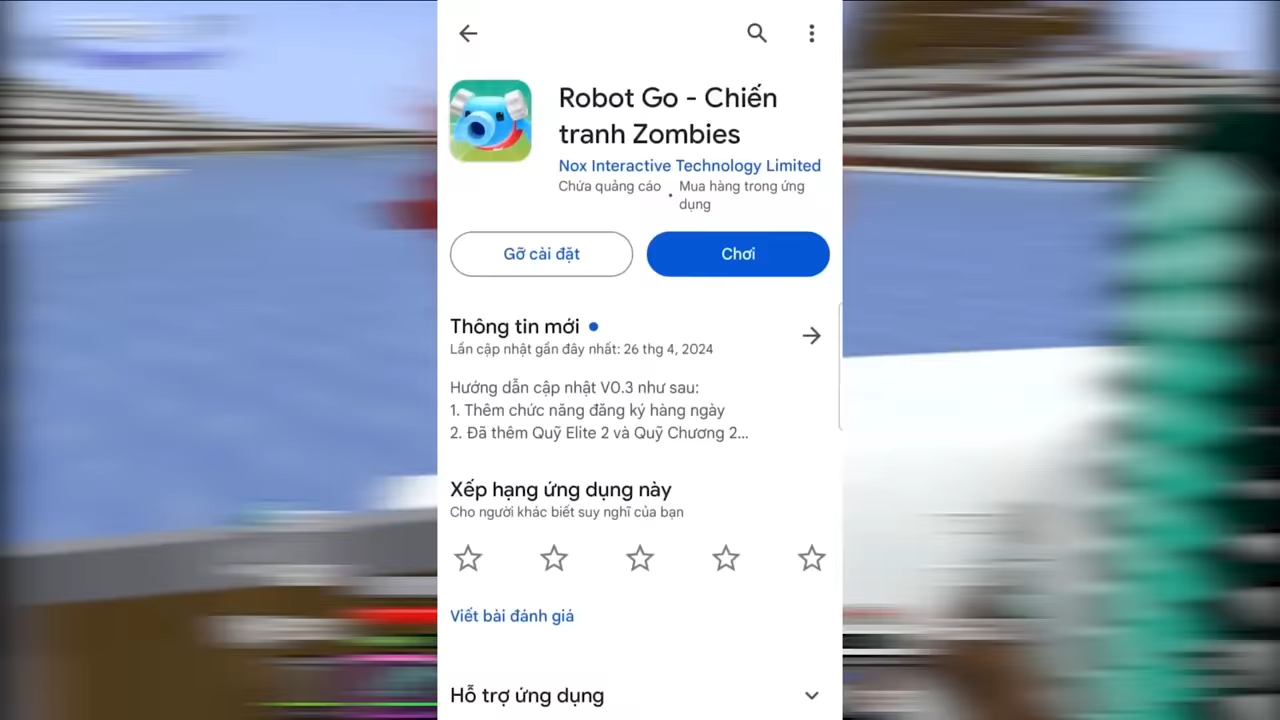 Robot Go - Chiến
tranh Zombies
Nox Interactive Technology Limited
Chứa quảng cáo · Mua hàng trong ứng
dụng
Gỡ cài đặt
Chơi
Thông tin mới
Lần cập nhật gần đây nhất: 26 thg 4, 2024
Hướng dẫn cập nhật V0.3 như sau:
1. Thêm chức năng đăng ký hàng ngày
2. Đã thêm Quỹ Elite 2 và Quỹ Chương 2...
Xếp hạng ứng dụng này
Cho người khác biết suy nghĩ của bạn
Viết bài đánh giá
Hỗ trợ ứng dụng